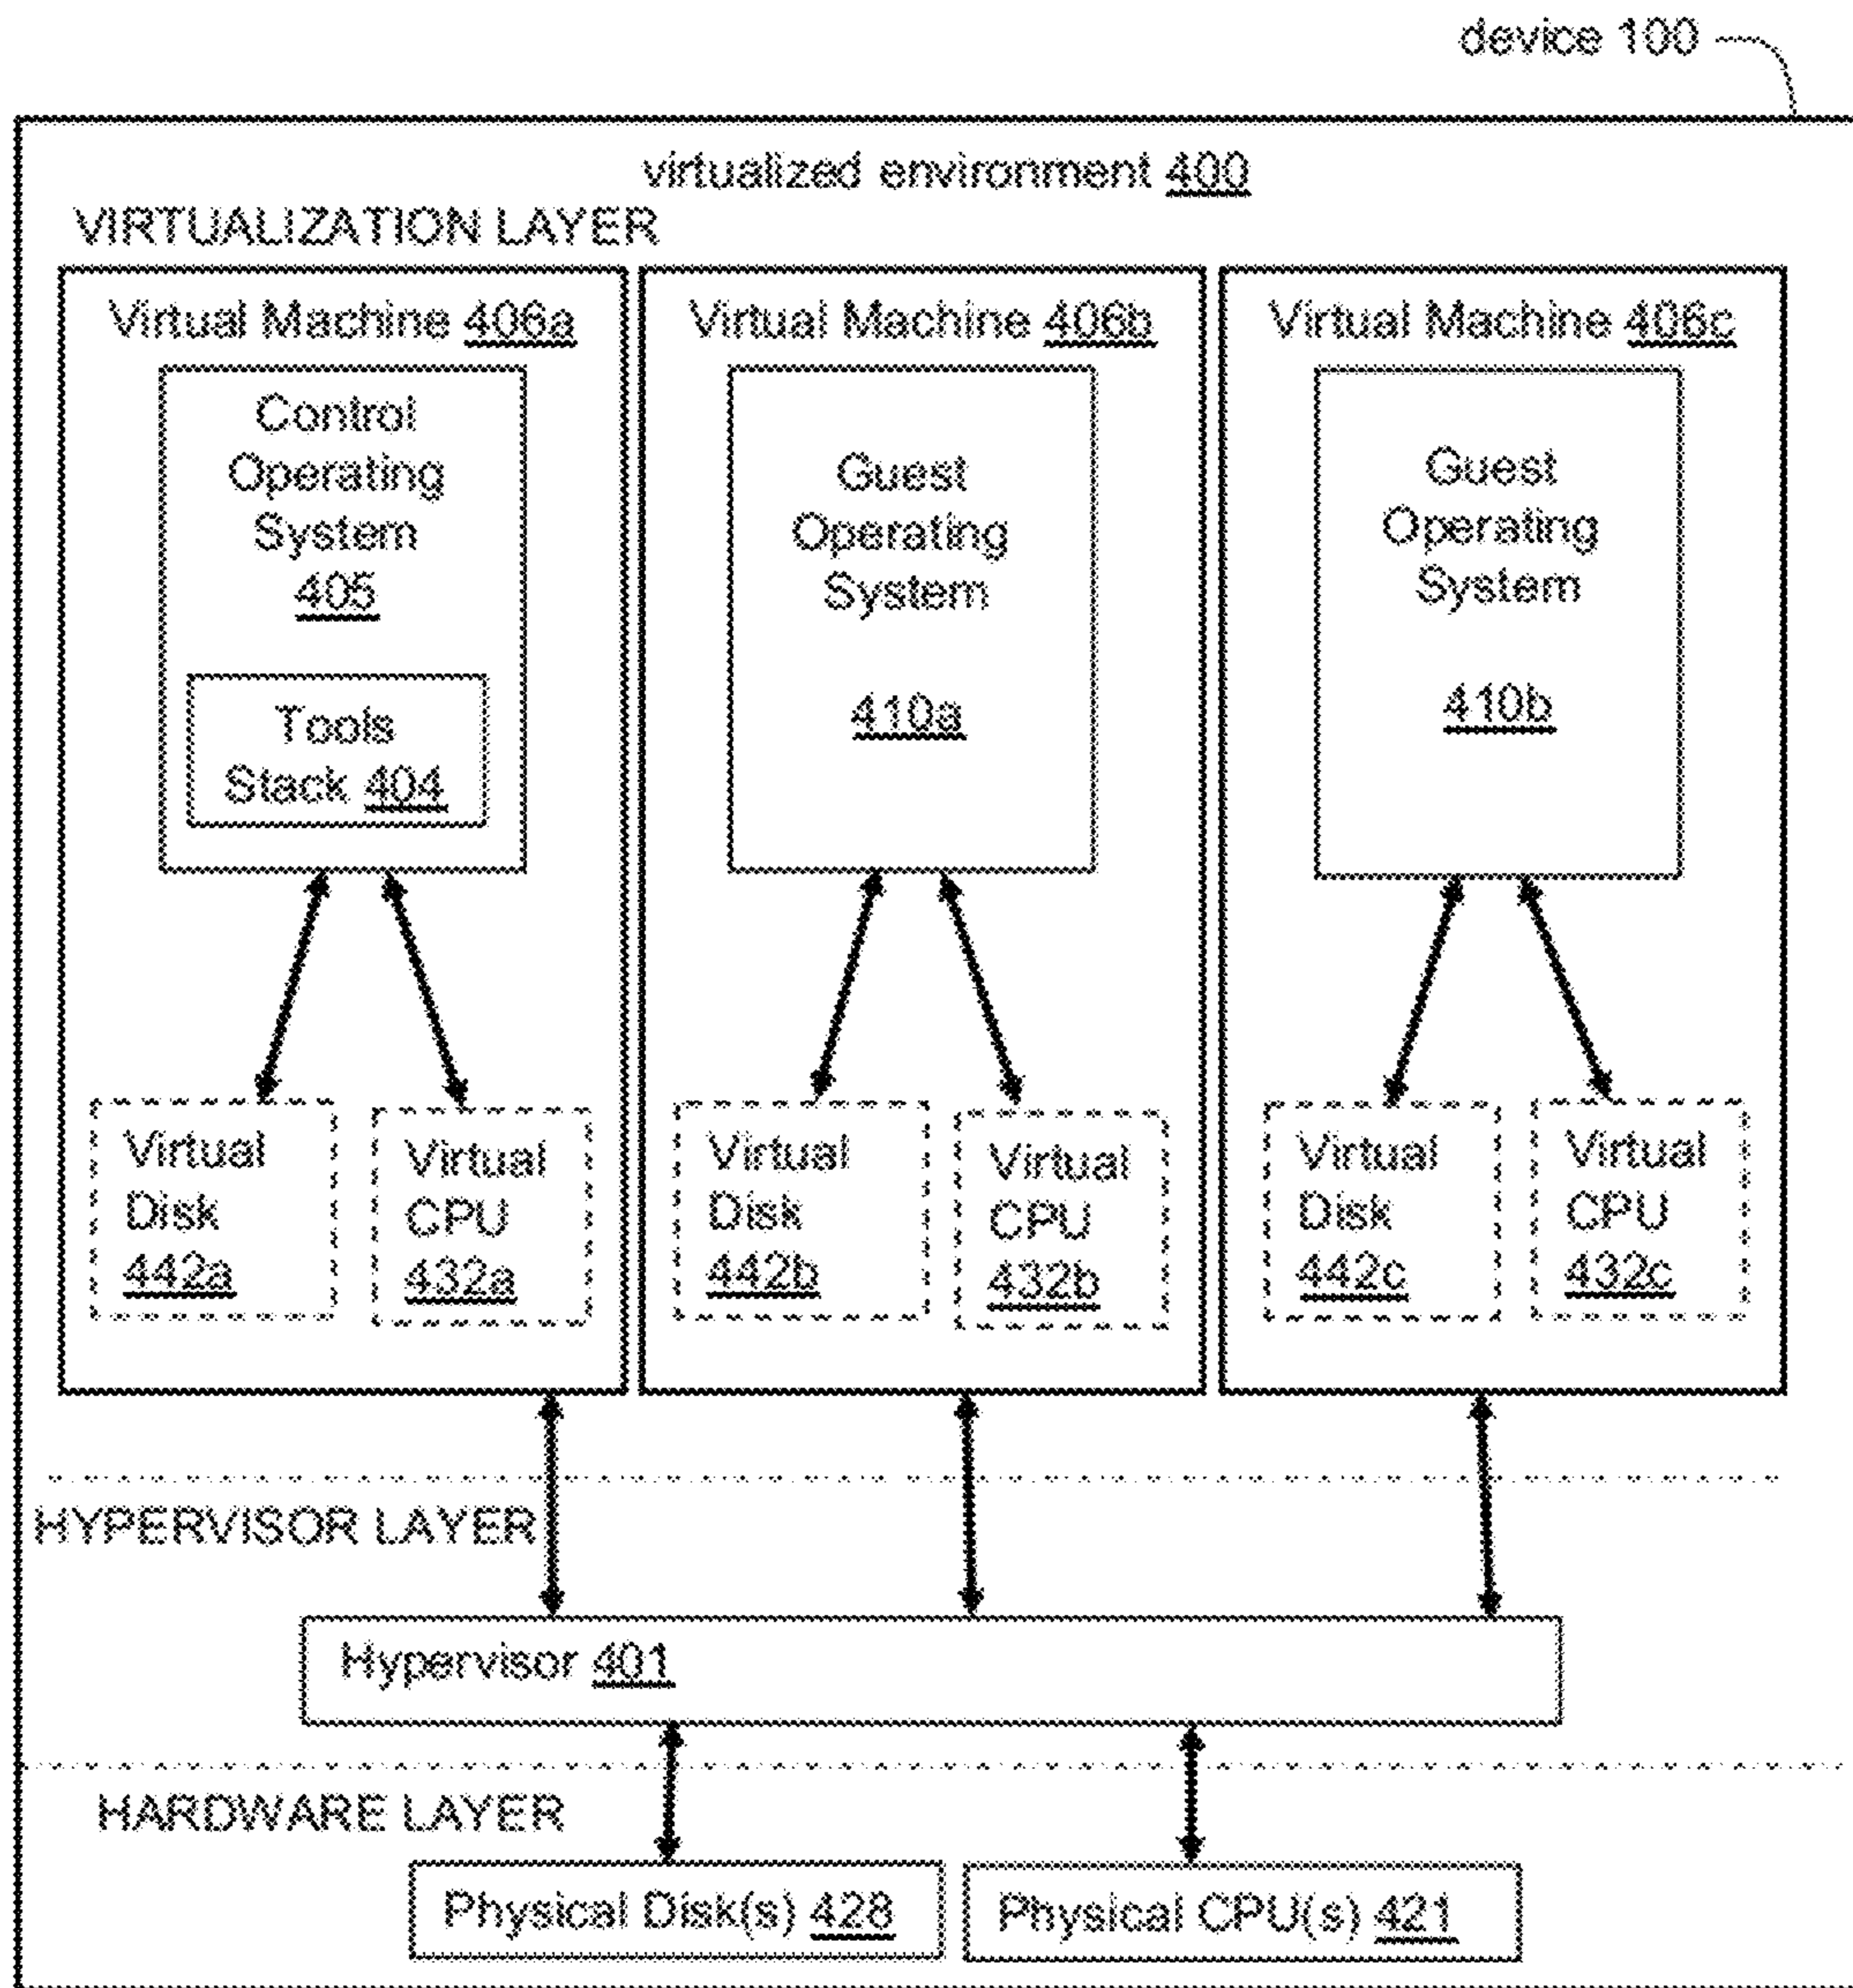 device 100
virtualized environment 400
VIRTUALIZATION LAYER
Virtual Machine 406a
Control
Operating
System
405
Tools
Stack 404
Virtual
Disk
442a
Virtual
CPU
432a
Virtual Machine 406b
Guest
Operating
System
410a
Virtual
Disk
442b
Virtual
CPU
432b
Virtual Machine 406c
Guest
Operating
System
410b
Virtual
Disk
442c
Virtual
CPU
432c
HYPERVISOR LAYER
Hypervisor 401
HARDWARE LAYER
Physical Disk(s) 428
Physical CPU(s) 421